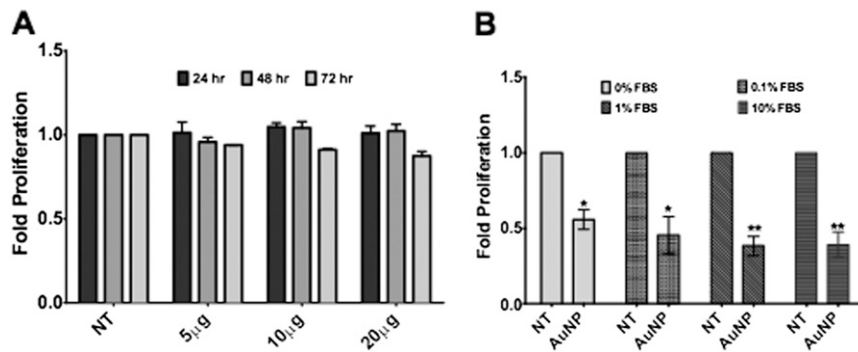 A
1.5
1.0
0.5
0.0
Fold Proliferation
24 hr 48 hr 72 hr
NT 5μg 10μg 20μg
B
1.5
1.0
0.5
0.0
Fold Proliferation
0% FBS 0.1% FBS
1% FBS 10% FBS
* * ** **
NT AuNP NT AuNP NT AuNP NT AuNP